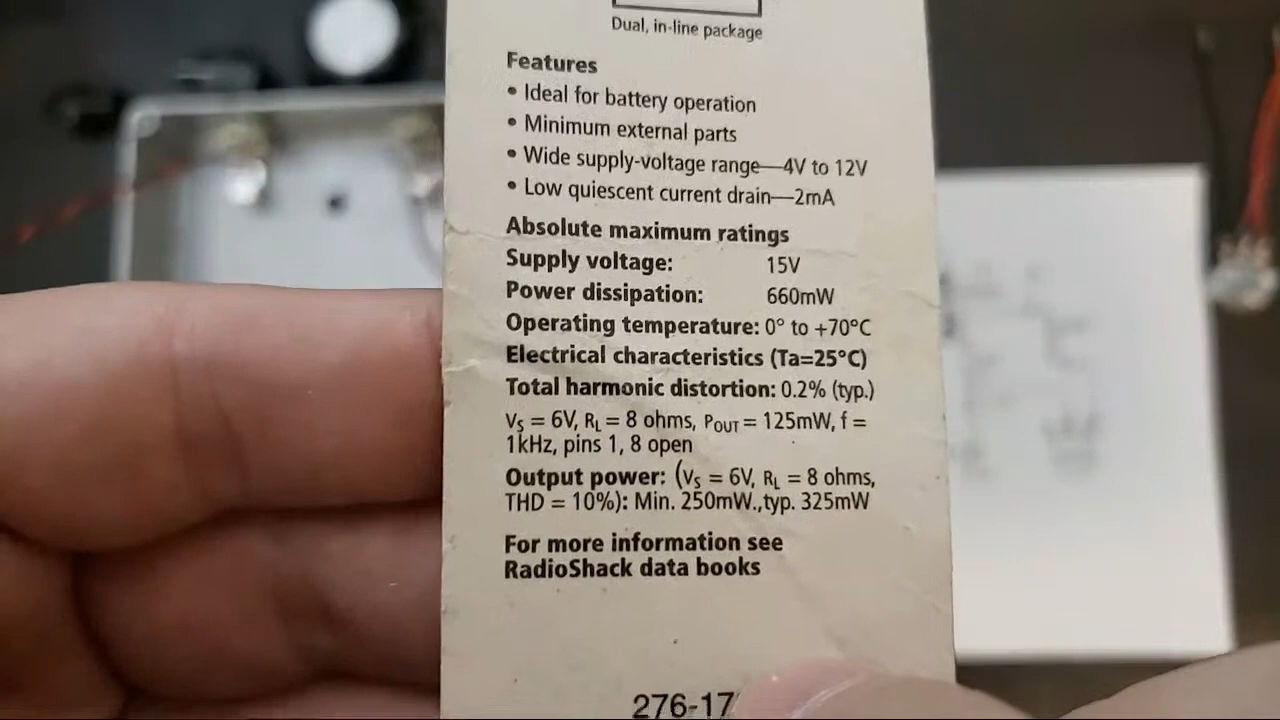 Dual, in-line package
Features
• Ideal for battery operation
• Minimum external parts
• Wide supply-voltage range—4V to 12V
• Low quiescent current drain—2mA
Absolute maximum ratings
Supply voltage: 15V
Power dissipation: 660mW
Operating temperature: 0° to +70°C
Electrical characteristics (Ta=25°C)
Total harmonic distortion: 0.2% (typ.)
VS = 6V, RL = 8 ohms, POUT = 125mW, f =
1kHz, pins 1, 8 open
Output power: (VS = 6V, RL = 8 ohms,
THD = 10%): Min. 250mW.,typ. 325mW
For more information see
RadioShack data books
276-17